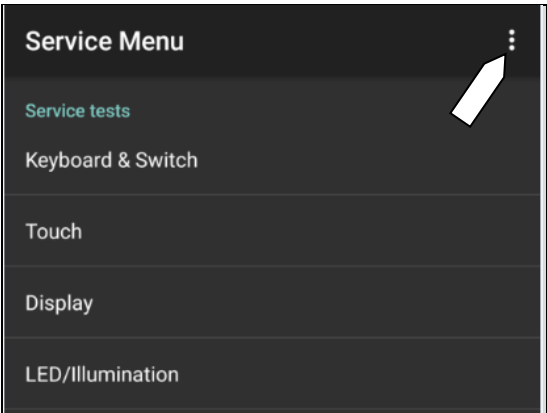 Service Menu
Service tests
Keyboard & Switch
Touch
Display
LED/Illumination